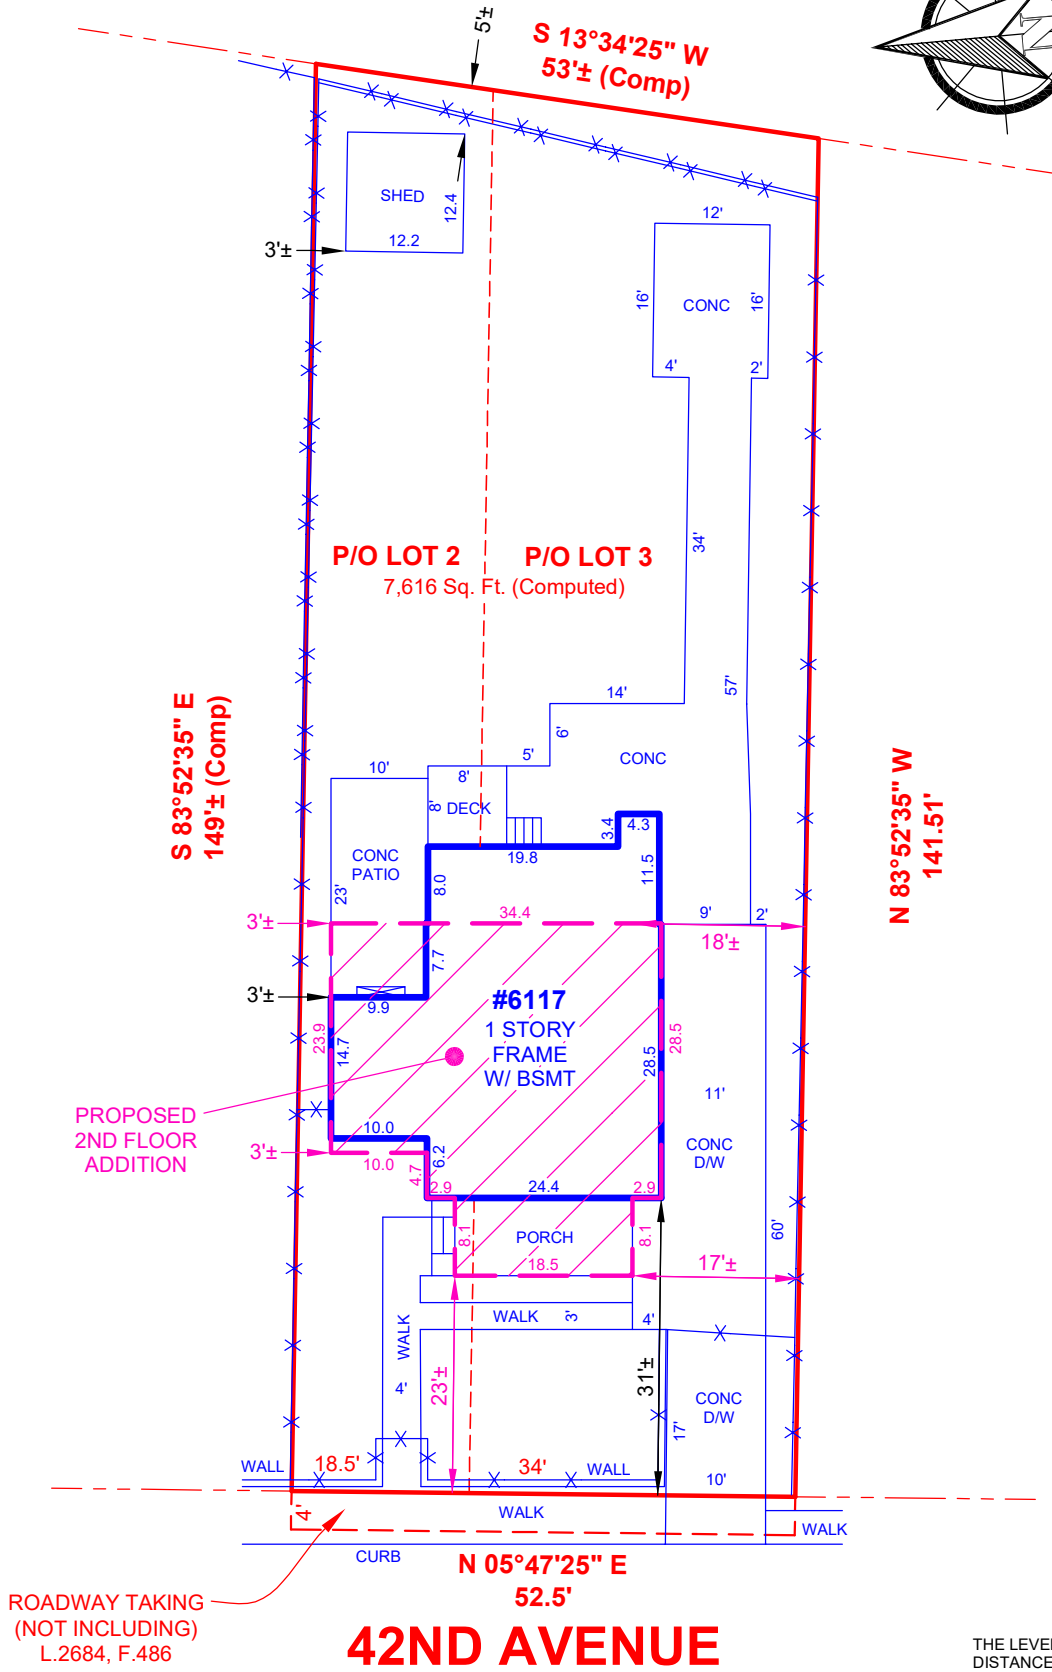 5'±
S 13°34'25" W
53'± (Comp)
N
SHED
12.4
12.2
3'±
12'
16'
CONC
16'
4'
2'
34'
P/O LOT 2
P/O LOT 3
7,616 Sq. Ft. (Computed)
S 83°52'35" E
149'± (Comp)
57'
14'
6'
5'
CONC
10'
8'
8'
DECK
N 83°52'35" W
141.51'
3.4
4.3
19.8
11.5
CONC
PATIO
23'
8.0
3'±
34.4
9'
2'
18'±
7.7
3'±
9.9
#6117
1 STORY
FRAME
W/ BSMT
23.9
14.7
28.5
28.5
11'
PROPOSED
2ND FLOOR
ADDITION
10.0
CONC
D/W
3'±
10.0
6.2
4.7
2.9
24.4
2.9
8.1
PORCH
8.1
18.5
60'
17'±
WALK
3'
4'
WALK
4'
23'±
31'±
CONC
D/W
17'
WALL
18.5'
34'
WALL
10'
4'
WALK
WALK
CURB
N 05°47'25" E
52.5'
ROADWAY TAKING
(NOT INCLUDING)
L.2684, F.486
42ND AVENUE
THE LEVEL
DISTANCE